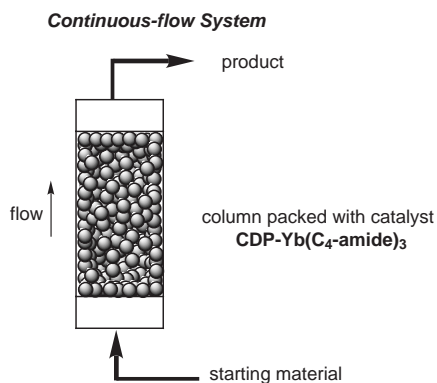 Continuous-flow System
product
flow
column packed with catalyst
CDP-Yb(C₄-amide)₃
starting material